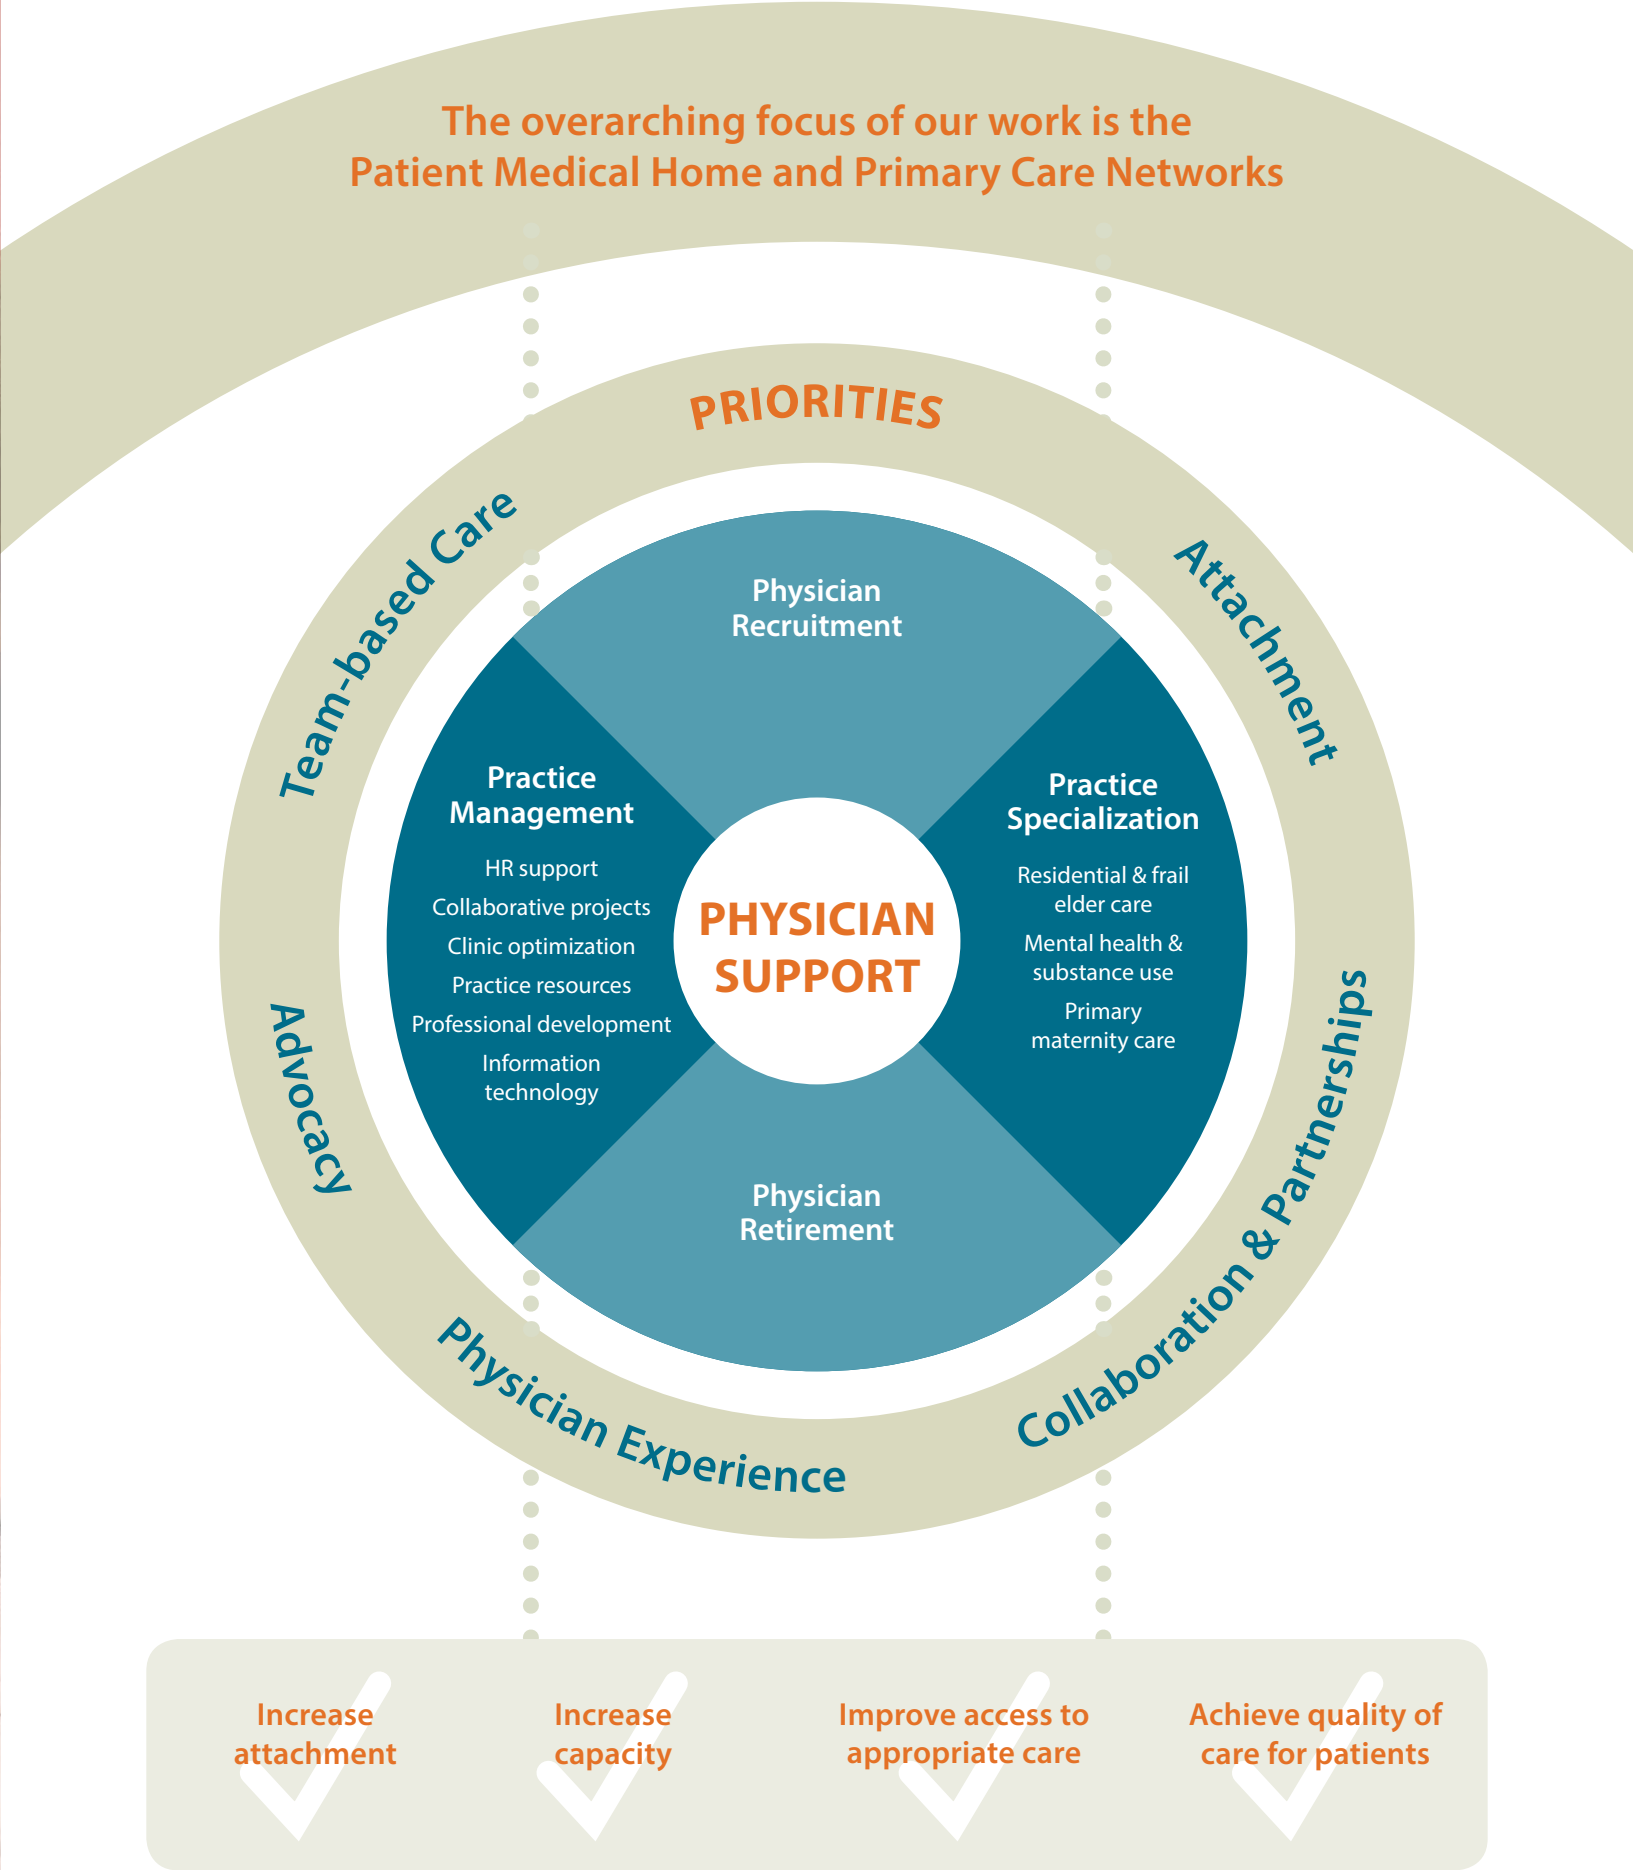 The overarching focus of our work is the
Patient Medical Home and Primary Care Networks
PRIORITIES
Team-based Care
Attachment
Advocacy
Collaboration & Partnerships
Physician Experience
Physician
Recruitment
Practice
Management
HR support
Collaborative projects
Clinic optimization
Practice resources
Professional development
Information
technology
PHYSICIAN
SUPPORT
Practice
Specialization
Residential & frail
elder care
Mental health &
substance use
Primary
maternity care
Physician
Retirement
Increase
attachment
Increase
capacity
Improve access to
appropriate care
Achieve quality of
care for patients